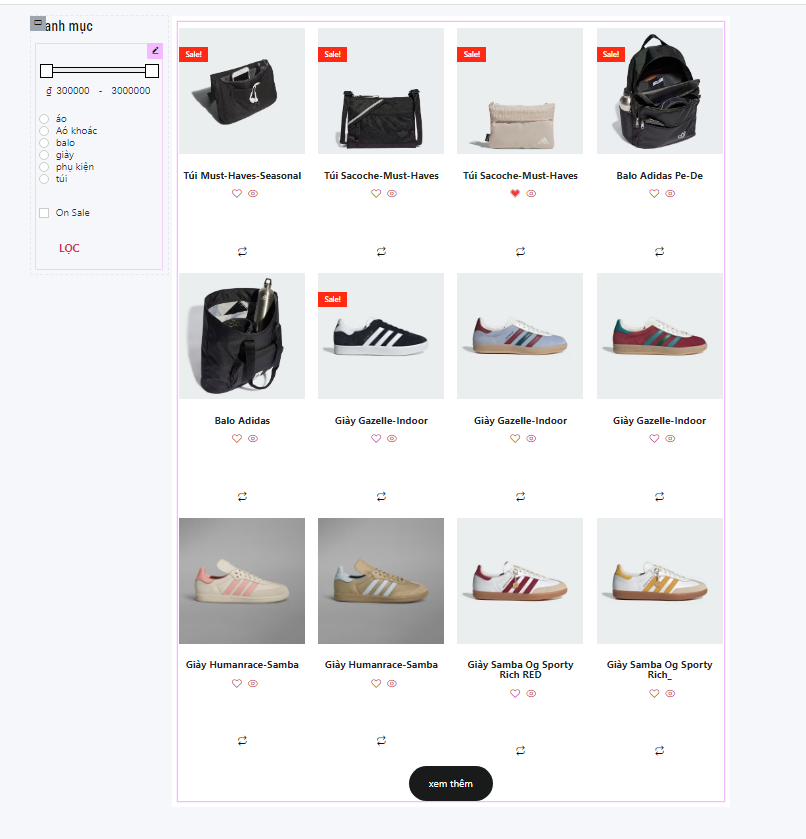 anh mục
₫ 300000 - 3000000
áo
Aó khoác
balo
giày
phụ kiện
túi
On Sale
LỌC
Sale!
Sale!
Sale!
Sale!
Túi Must-Haves-Seasonal
Túi Sacoche-Must-Haves
Túi Sacoche-Must-Haves
Balo Adidas Pe-De
Sale!
Balo Adidas
Giày Gazelle-Indoor
Giày Gazelle-Indoor
Giày Gazelle-Indoor
Giày Humanrace-Samba
Giày Humanrace-Samba
Giày Samba Og Sporty
Rich RED
Giày Samba Og Sporty
Rich_
xem thêm